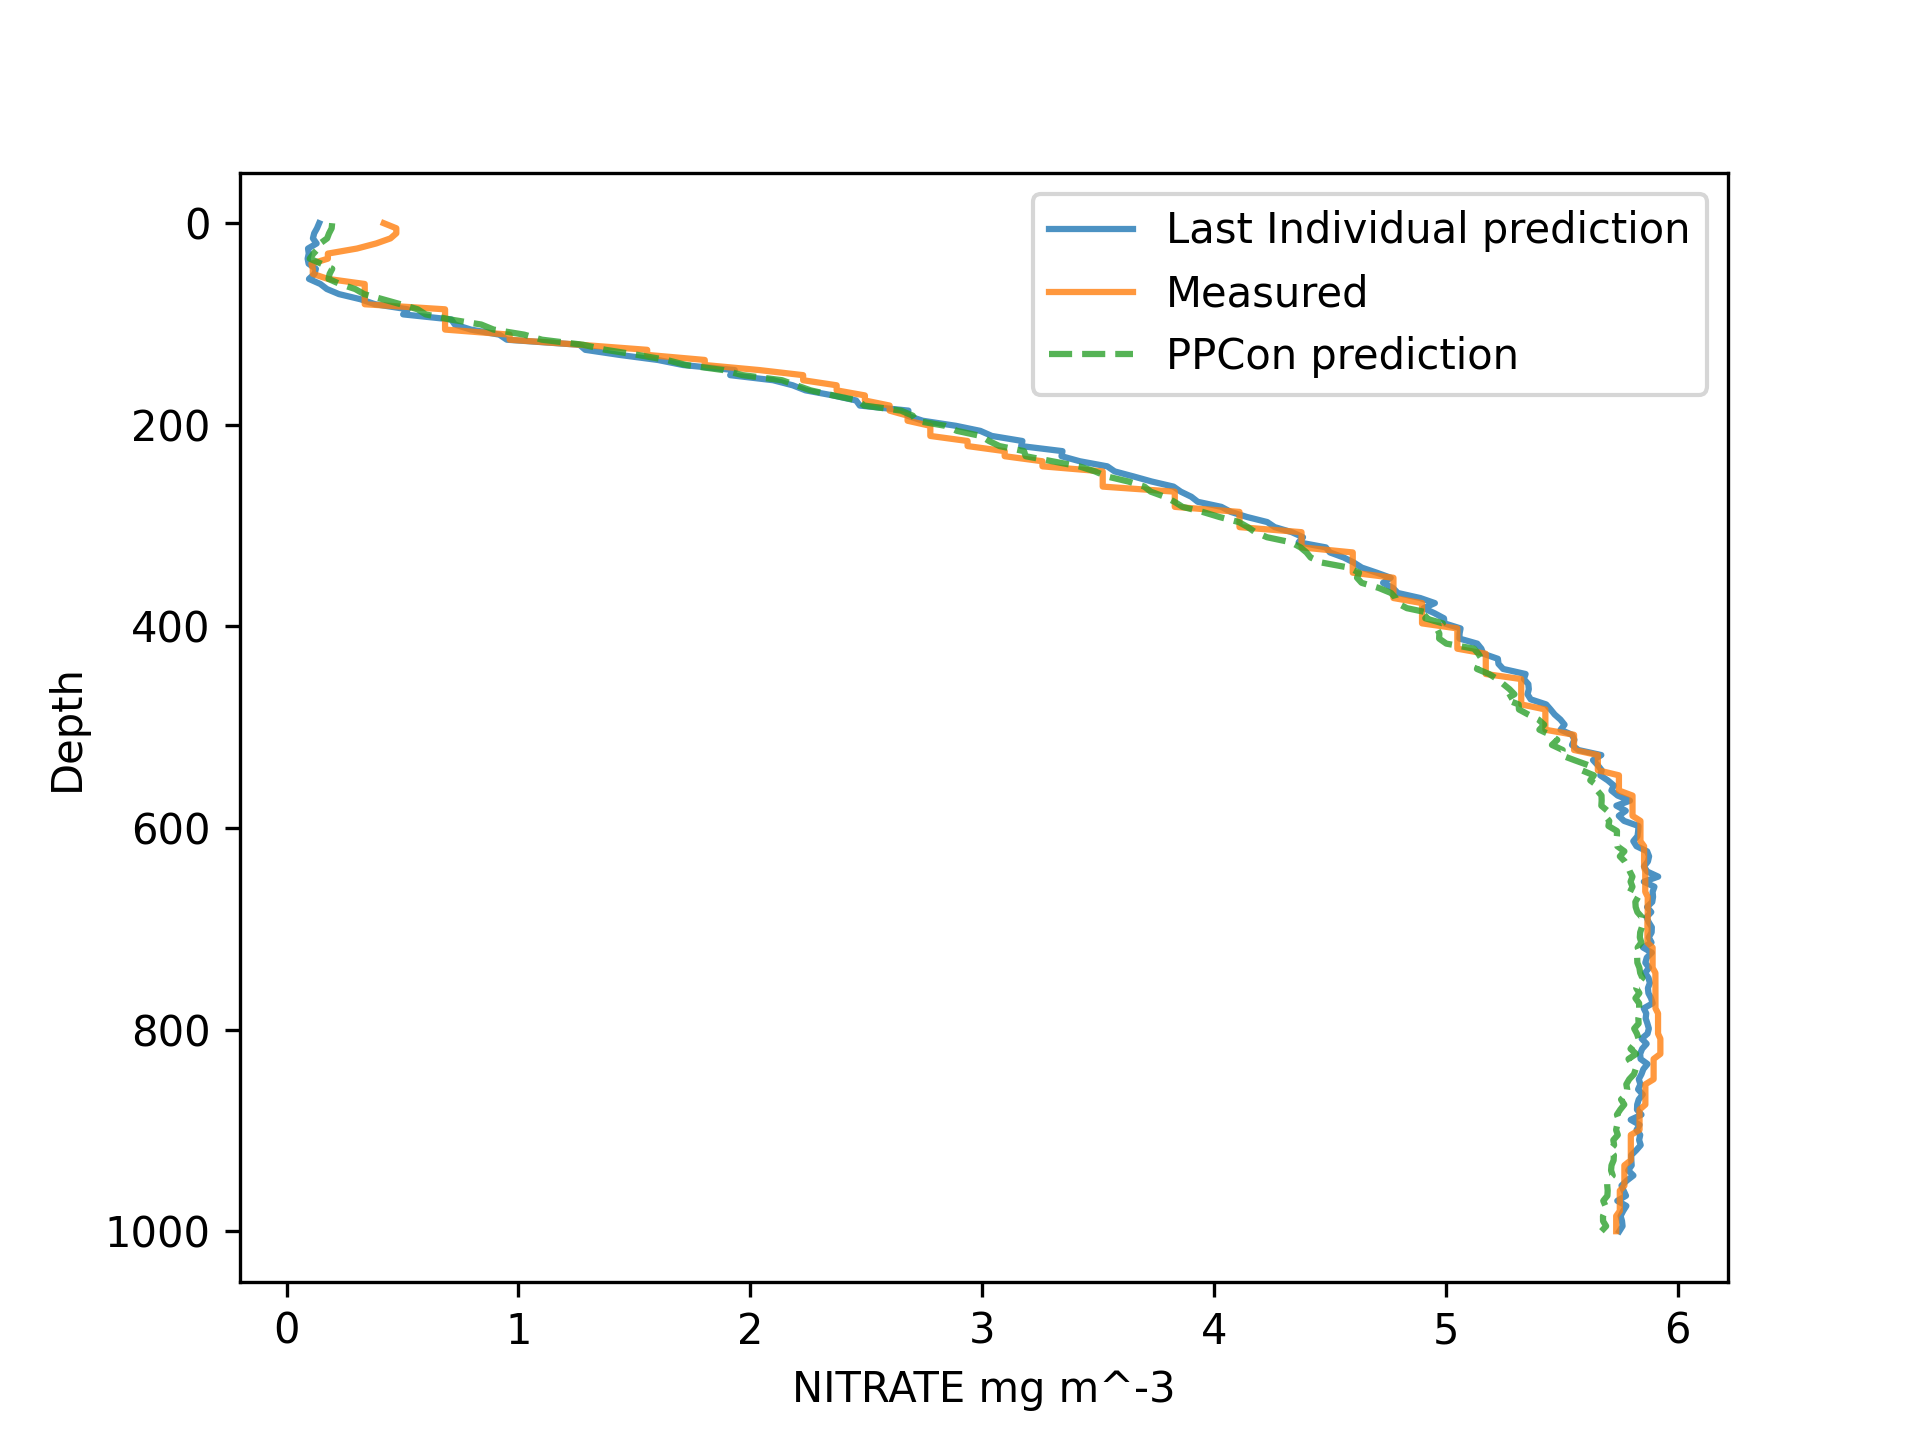 Last Individual prediction
Measured
PPCon prediction
0
200
400
600
800
1000
Depth
0 1 2 3 4 5 6
NITRATE mg m^-3